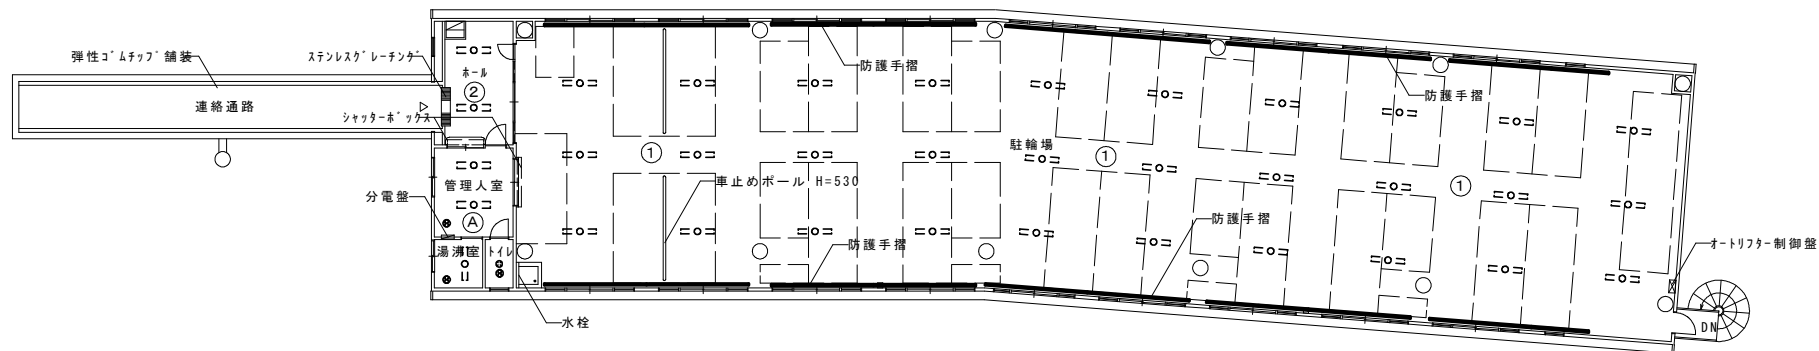 弾性ｺﾞﾑﾁｯﾌﾟ舗装
ｽﾃﾝﾚｽｸﾞﾚｰﾁﾝｸﾞ
ﾎｰﾙ
②
連絡通路
ｼｬｯﾀｰﾎﾞｯｸｽ
防護手摺
防護手摺
駐輪場
①
①
①
管理人室
車止めポール H=530
分電盤
Ⓐ
湯沸室
ﾄｲﾚ
防護手摺
防護手摺
ｵｰﾄﾘﾌﾀｰ制御盤
水栓
DN